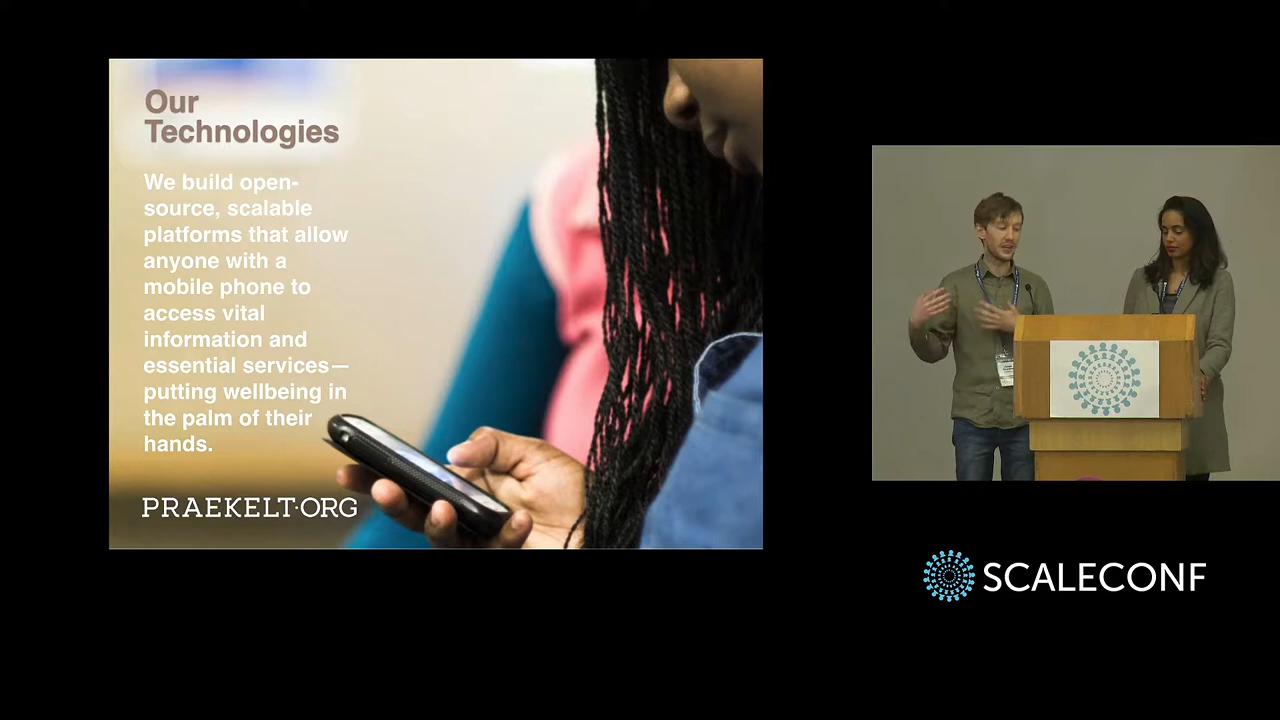 Our
Technologies
We build open-
source, scalable
platforms that allow
anyone with a
mobile phone to
access vital
information and
essential services—
putting wellbeing in
the palm of their
hands.
PRAEKELT·ORG
SCALECONF